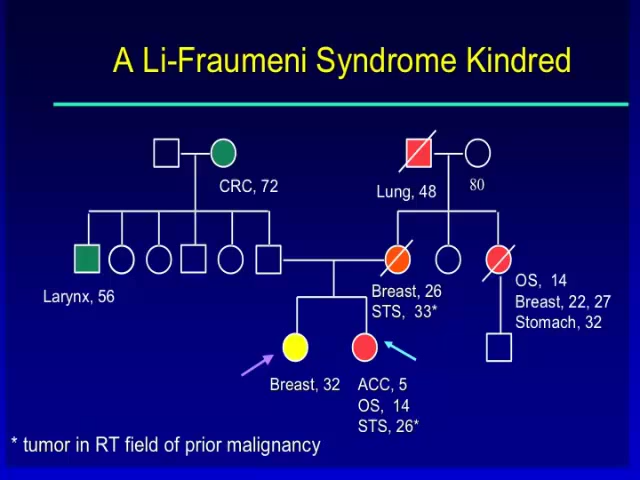 A Li-Fraumeni Syndrome Kindred
CRC, 72
Lung, 48
80
Larynx, 56
Breast, 26
STS, 33*
OS, 14
Breast, 22, 27
Stomach, 32
Breast, 32
ACC, 5
OS, 14
STS, 26*
* tumor in RT field of prior malignancy